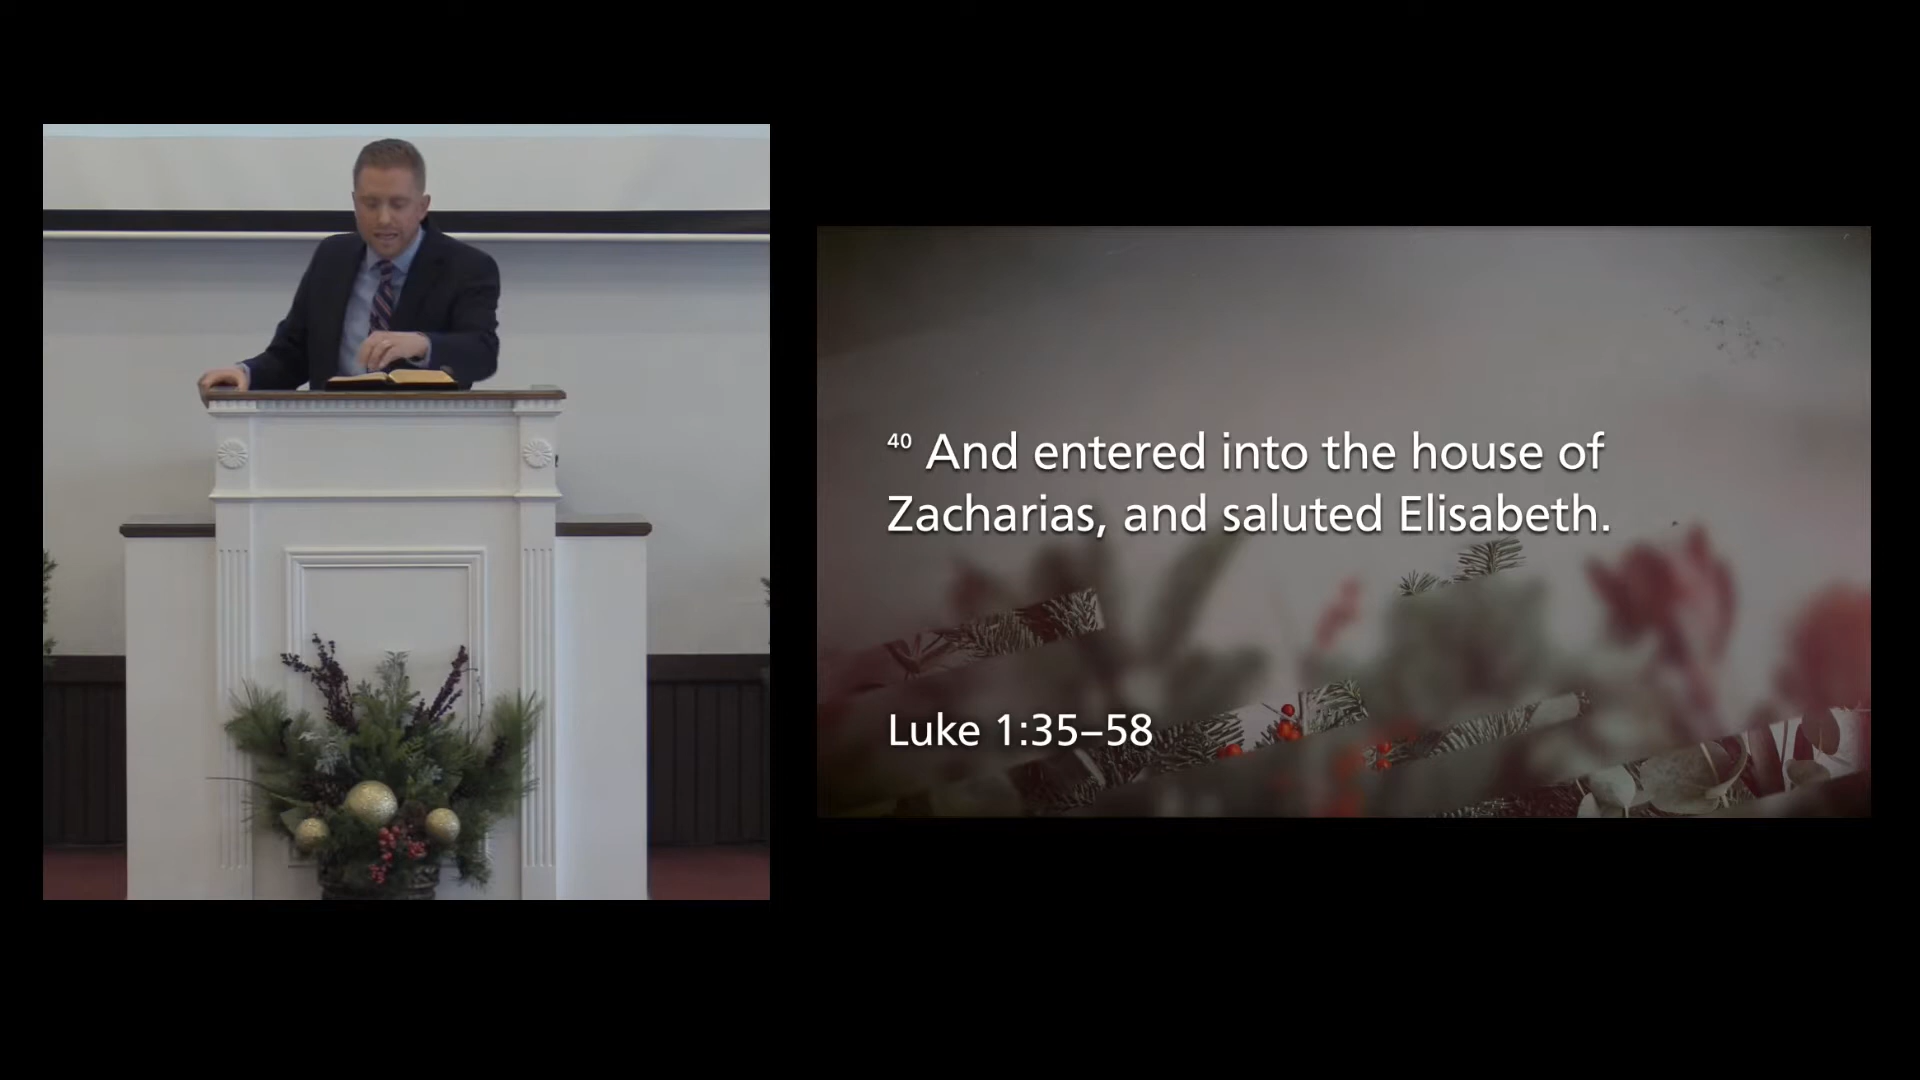 40 And entered into the house of
Zacharias, and saluted Elisabeth.
Luke 1:35–58